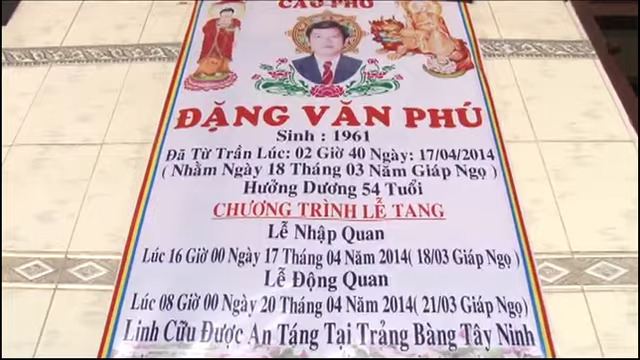 CÁO PHÓ
ĐẶNG VĂN PHÚ
Sinh : 1961
Đã Từ Trần Lúc: 02 Giờ 40 Ngày: 17/04/2014
( Nhằm Ngày 18 Tháng 03 Năm Giáp Ngọ )
Hưởng Dương 54 Tuổi
CHƯƠNG TRÌNH LỄ TANG
Lễ Nhập Quan
Lúc 16 Giờ 00 Ngày 17 Tháng 04 Năm 2014( 18/03 Giáp Ngọ )
Lễ Động Quan
Lúc 08 Giờ 00 Ngày 20 Tháng 04 Năm 2014( 21/03 Giáp Ngọ)
Linh Cữu Được An Táng Tại Trảng Bàng Tây Ninh